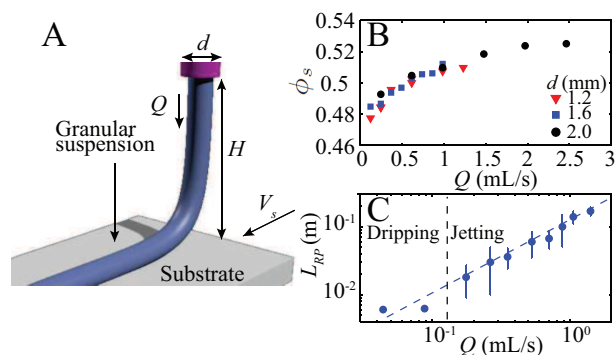 A
d
Q
Granular
suspension
H
V_s
Substrate
B
ϕ_s
0.54
0.52
0.5
0.48
0.46
d (mm)
1.2
1.6
2.0
0 0.5 1 1.5 2 2.5 3
Q (mL/s)
C
L_RP (m)
10^-1
10^-2
Dripping Jetting
10^-1 10^0
Q (mL/s)